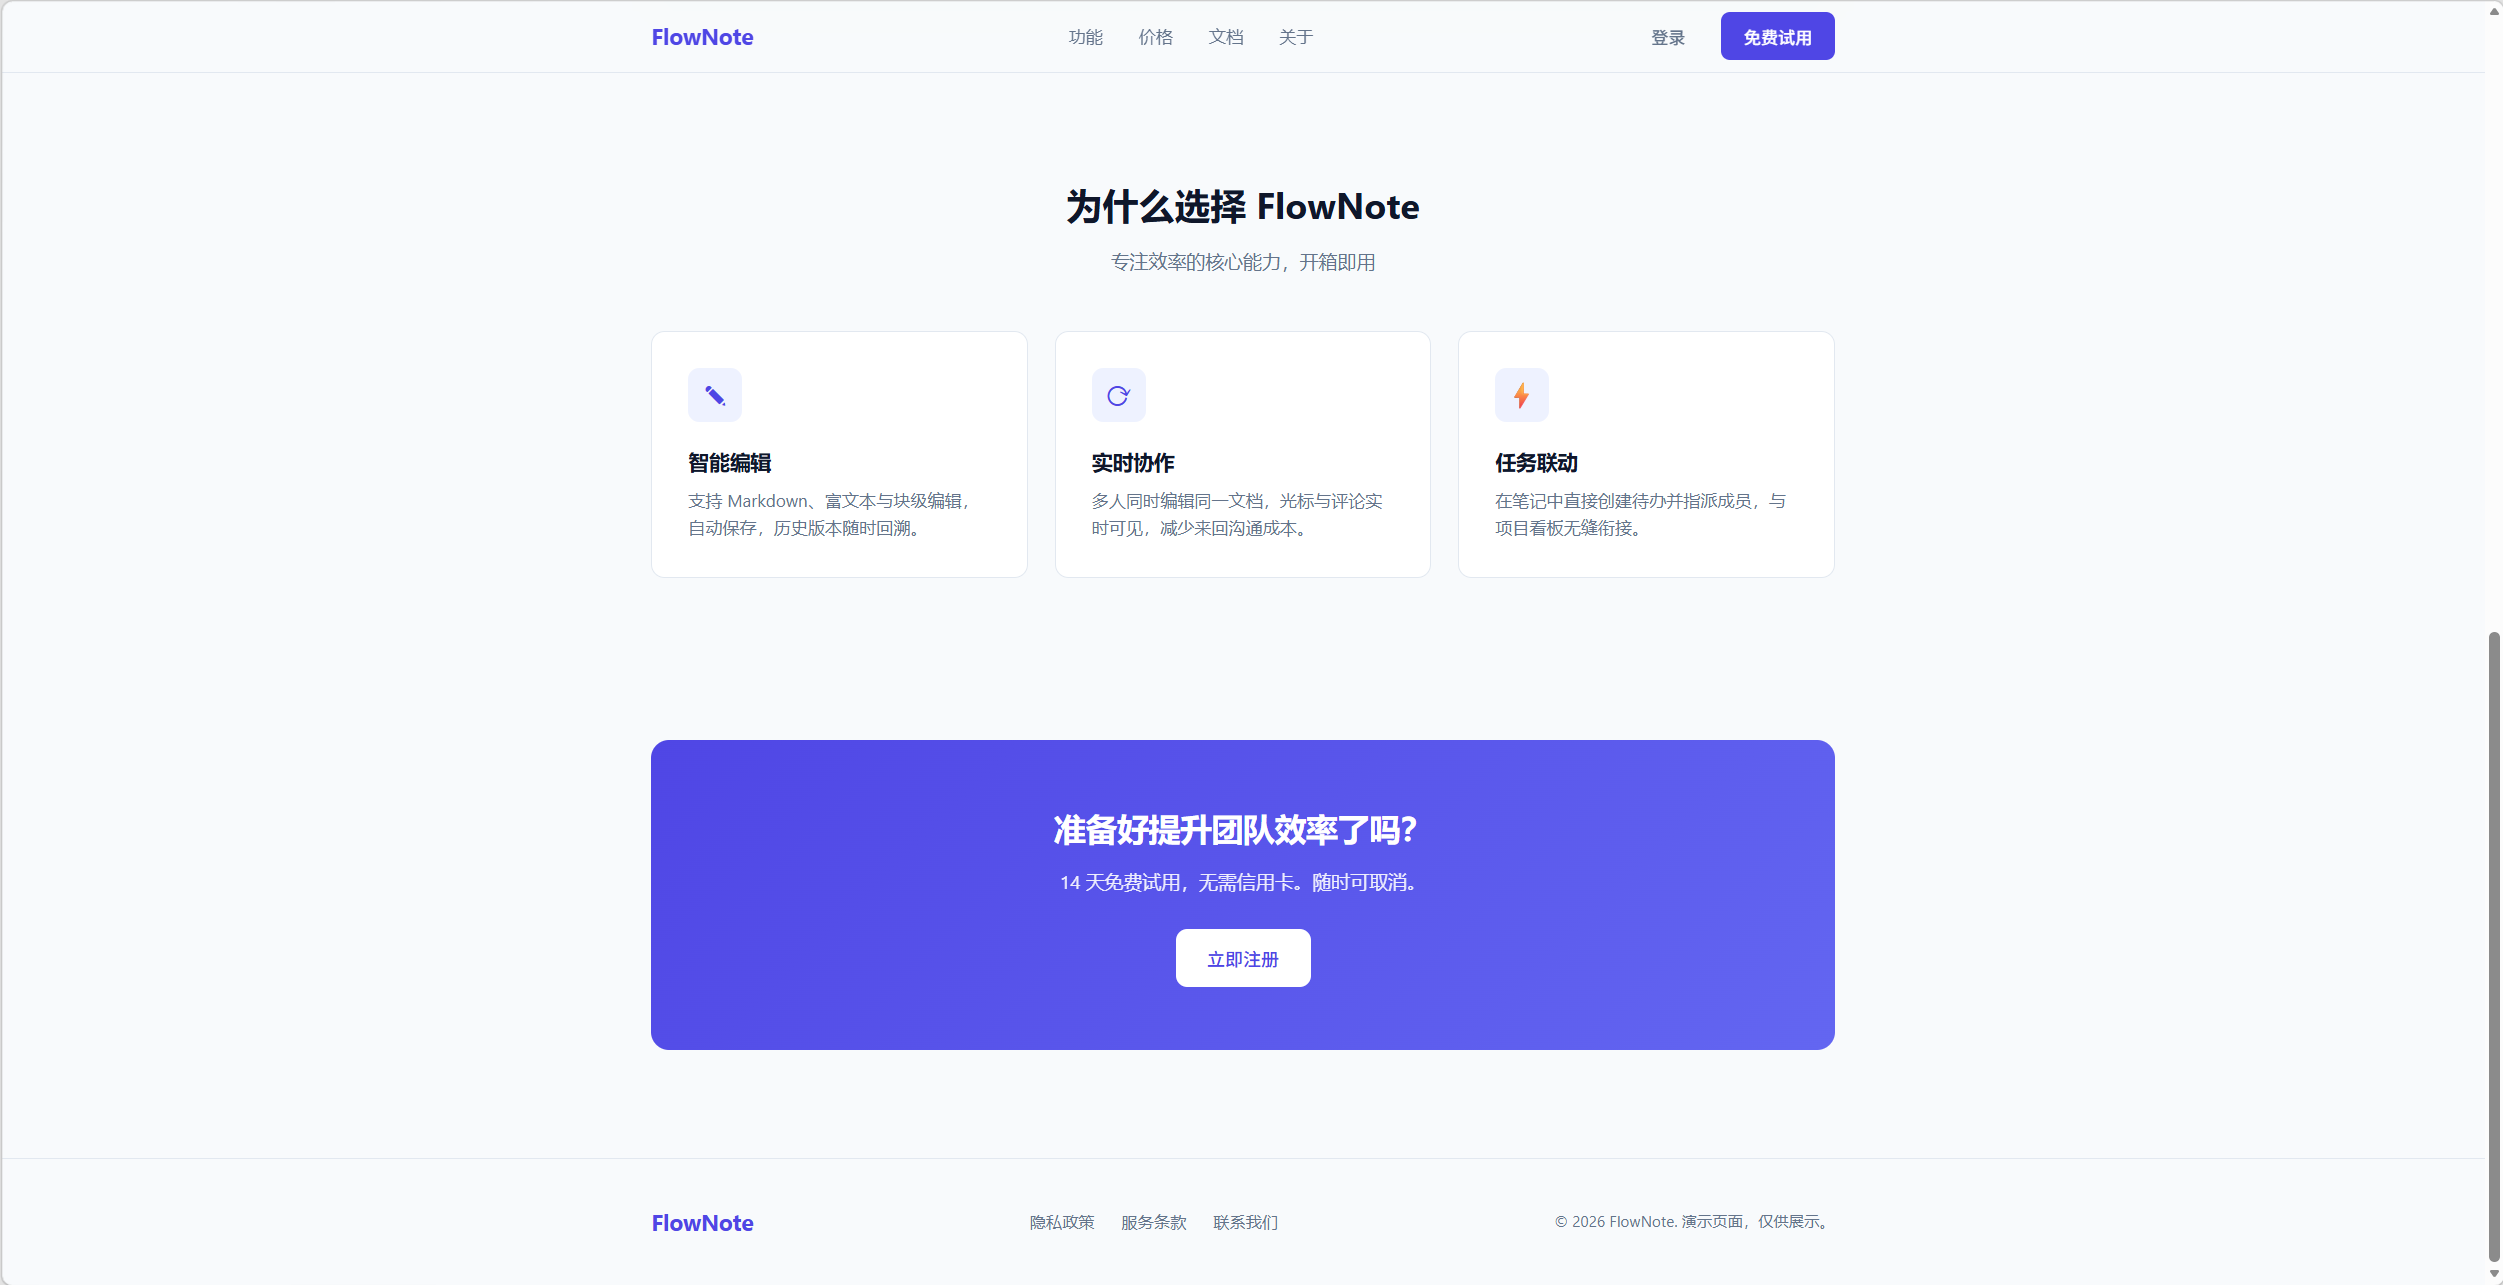 FlowNote
功能
价格
文档
关于
登录
免费试用
为什么选择 FlowNote
专注效率的核心能力，开箱即用
智能编辑
支持 Markdown、富文本与块级编辑，
自动保存，历史版本随时回溯。
实时协作
多人同时编辑同一文档，光标与评论实
时可见，减少来回沟通成本。
任务联动
在笔记中直接创建待办并指派成员，与
项目看板无缝衔接。
准备好提升团队效率了吗？
14 天免费试用，无需信用卡。随时可取消。
立即注册
FlowNote
隐私政策
服务条款
联系我们
© 2026 FlowNote. 演示页面，仅供展示。